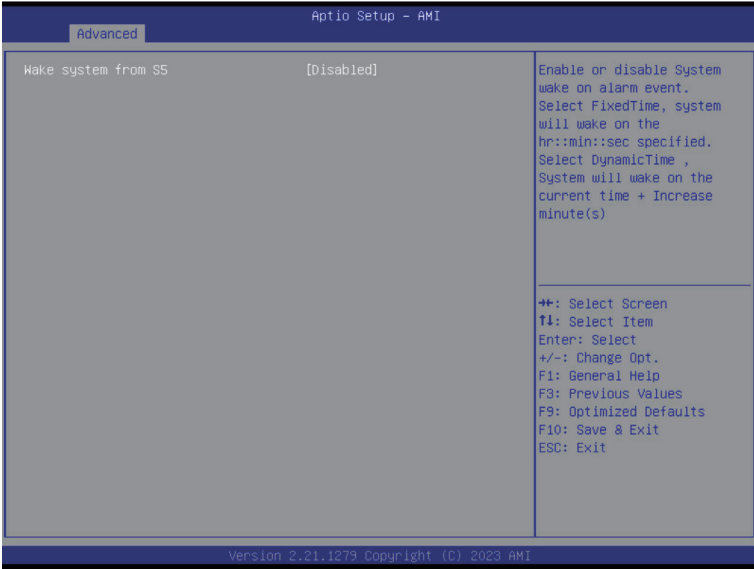 Aptio Setup – AMI
Advanced
Wake system from S5 [Disabled]
Enable or disable System
wake on alarm event.
Select FixedTime, system
will wake on the
hr::min::sec specified.
Select DynamicTime ,
System will wake on the
current time + Increase
minute(s)
→←: Select Screen
↑↓: Select Item
Enter: Select
+/-: Change Opt.
F1: General Help
F3: Previous Values
F9: Optimized Defaults
F10: Save & Exit
ESC: Exit
Version 2.21.1279 Copyright (C) 2023 AMI